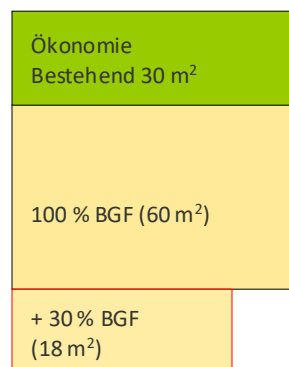 Ökonomie
Bestehend 30 m²
100 % BGF (60 m²)
+ 30 % BGF
(18 m²)